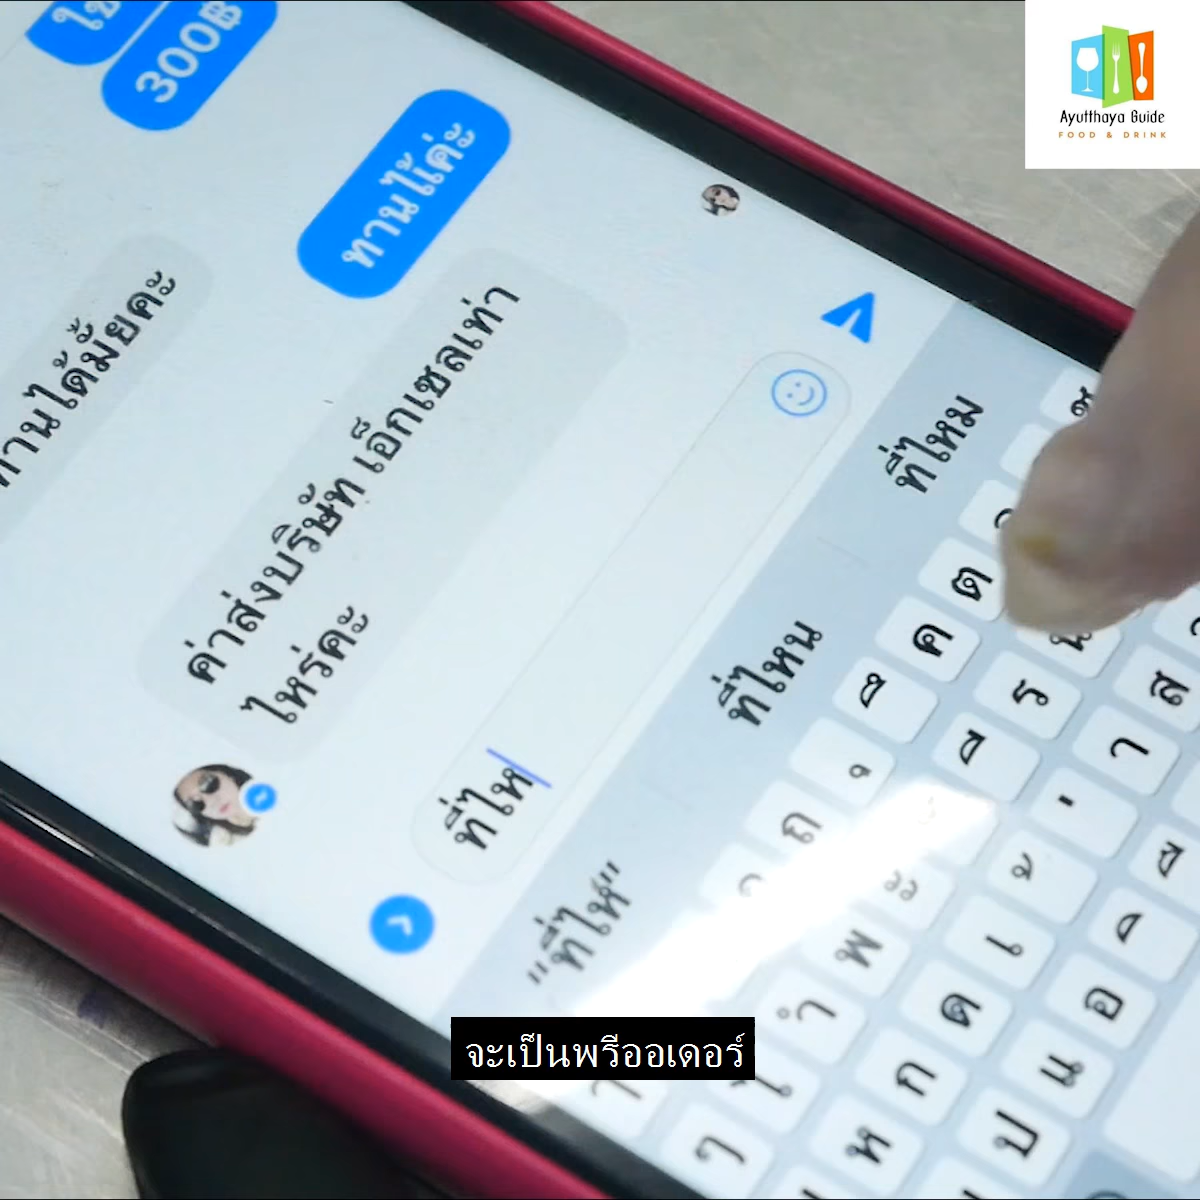 Ayutthaya Guide
FOOD & DRINK
300฿
ทานได้มั้ยคะ
ทานได้ค่ะ
ค่าส่งบริษัท เอ็กเซลเท่า
ไหร่คะ
ที่ไห
"ที่ไห"
ที่ไหน
ที่ไหม
จะเป็นพรีออเดอร์